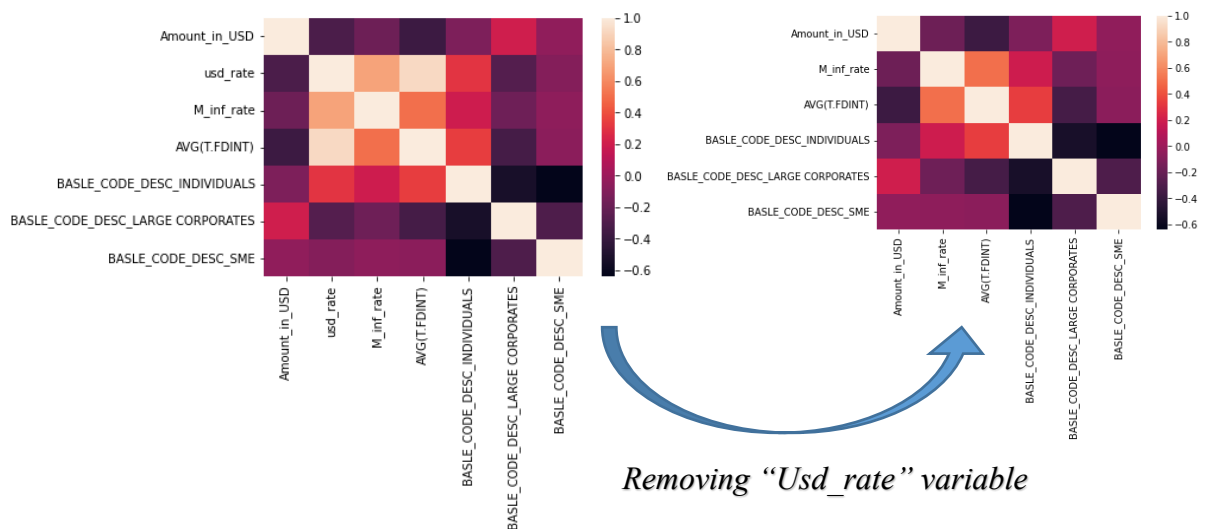 Amount_in_USD
usd_rate
M_inf_rate
AVG(T.FDINT)
BASLE_CODE_DESC_INDIVIDUALS
BASLE_CODE_DESC_LARGE CORPORATES
BASLE_CODE_DESC_SME
1.0
0.8
0.6
0.4
0.2
0.0
−0.2
−0.4
−0.6
Amount_in_USD
usd_rate
M_inf_rate
AVG(T.FDINT)
BASLE_CODE_DESC_INDIVIDUALS
BASLE_CODE_DESC_LARGE CORPORATES
BASLE_CODE_DESC_SME
Amount_in_USD
M_inf_rate
AVG(T.FDINT)
BASLE_CODE_DESC_INDIVIDUALS
BASLE_CODE_DESC_LARGE CORPORATES
BASLE_CODE_DESC_SME
1.0
0.8
0.6
0.4
0.2
0.0
−0.2
−0.4
−0.6
Amount_in_USD
M_inf_rate
AVG(T.FDINT)
BASLE_CODE_DESC_INDIVIDUALS
BASLE_CODE_DESC_LARGE CORPORATES
BASLE_CODE_DESC_SME
Removing “Usd_rate” variable